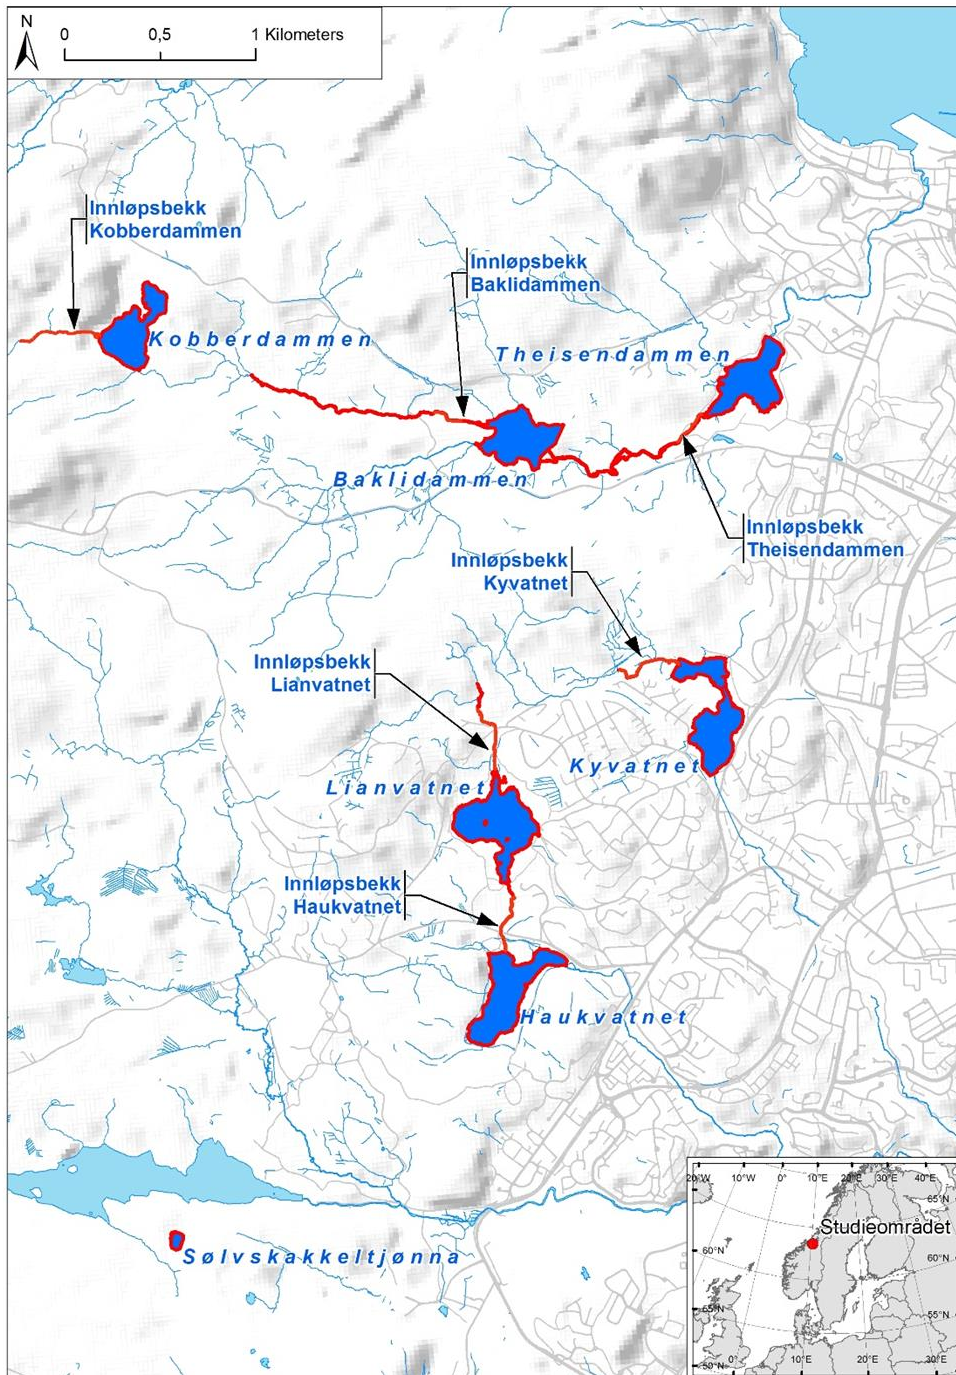 N
0 0,5 1 Kilometers
Innløpsbekk
Kobberdammen
Innløpsbekk
Baklidammen
Kobberdammen
Theisendammen
Baklidammen
Innløpsbekk
Theisendammen
Innløpsbekk
Kyvatnet
Innløpsbekk
Lianvatnet
Kyvatnet
Lianvatnet
Innløpsbekk
Haukvatnet
Haukvatnet
Sølvskakkeltjønna
20°W 10°W 0° 10°E 20°E 30°E 40°E
65°N
Studieområdet
60°N
60°N
55°N
55°N
50°N
0° 10°E 20°E 30°E